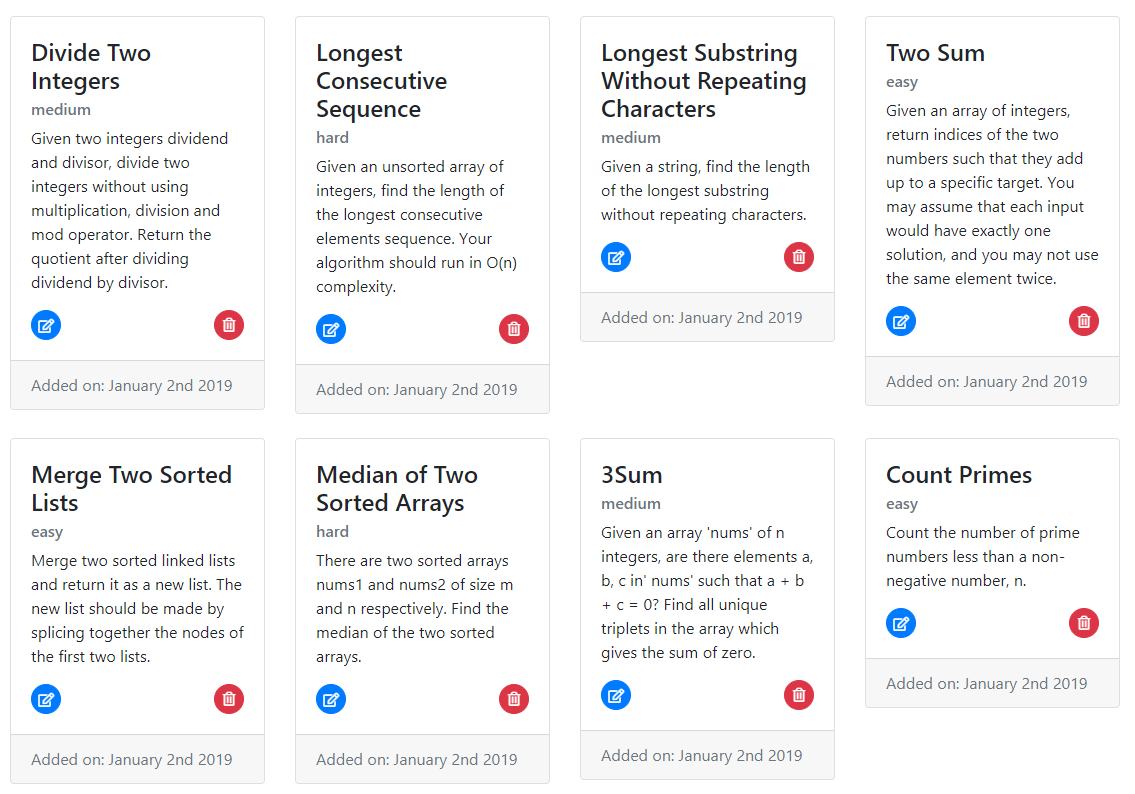 Divide Two
Integers
medium
Given two integers dividend
and divisor, divide two
integers without using
multiplication, division and
mod operator. Return the
quotient after dividing
dividend by divisor.
Added on: January 2nd 2019
Longest
Consecutive
Sequence
hard
Given an unsorted array of
integers, find the length of
the longest consecutive
elements sequence. Your
algorithm should run in O(n)
complexity.
Added on: January 2nd 2019
Longest Substring
Without Repeating
Characters
medium
Given a string, find the length
of the longest substring
without repeating characters.
Added on: January 2nd 2019
Two Sum
easy
Given an array of integers,
return indices of the two
numbers such that they add
up to a specific target. You
may assume that each input
would have exactly one
solution, and you may not use
the same element twice.
Added on: January 2nd 2019
Merge Two Sorted
Lists
easy
Merge two sorted linked lists
and return it as a new list. The
new list should be made by
splicing together the nodes of
the first two lists.
Added on: January 2nd 2019
Median of Two
Sorted Arrays
hard
There are two sorted arrays
nums1 and nums2 of size m
and n respectively. Find the
median of the two sorted
arrays.
Added on: January 2nd 2019
3Sum
medium
Given an array 'nums' of n
integers, are there elements a,
b, c in' nums' such that a + b
+ c = 0? Find all unique
triplets in the array which
gives the sum of zero.
Added on: January 2nd 2019
Count Primes
easy
Count the number of prime
numbers less than a non-
negative number, n.
Added on: January 2nd 2019